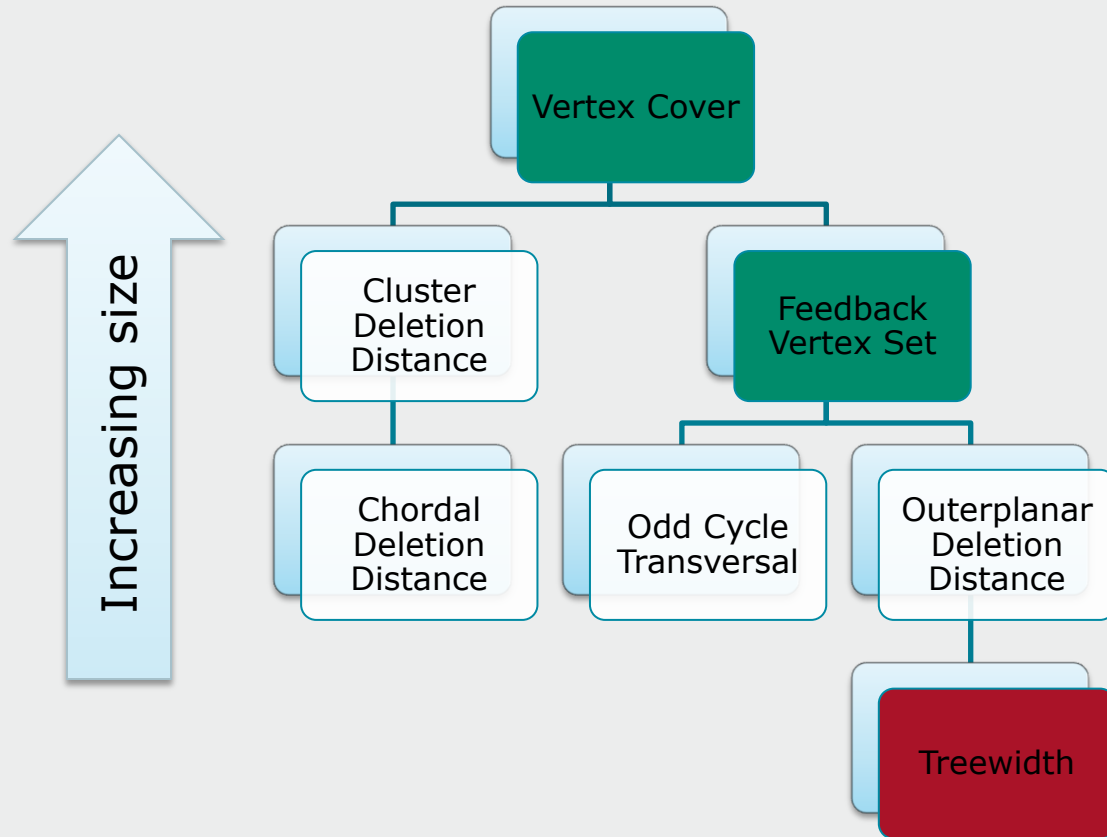 Vertex Cover
Increasing size
Cluster
Deletion
Distance
Feedback
Vertex Set
Chordal
Deletion
Distance
Odd Cycle
Transversal
Outerplanar
Deletion
Distance
Treewidth